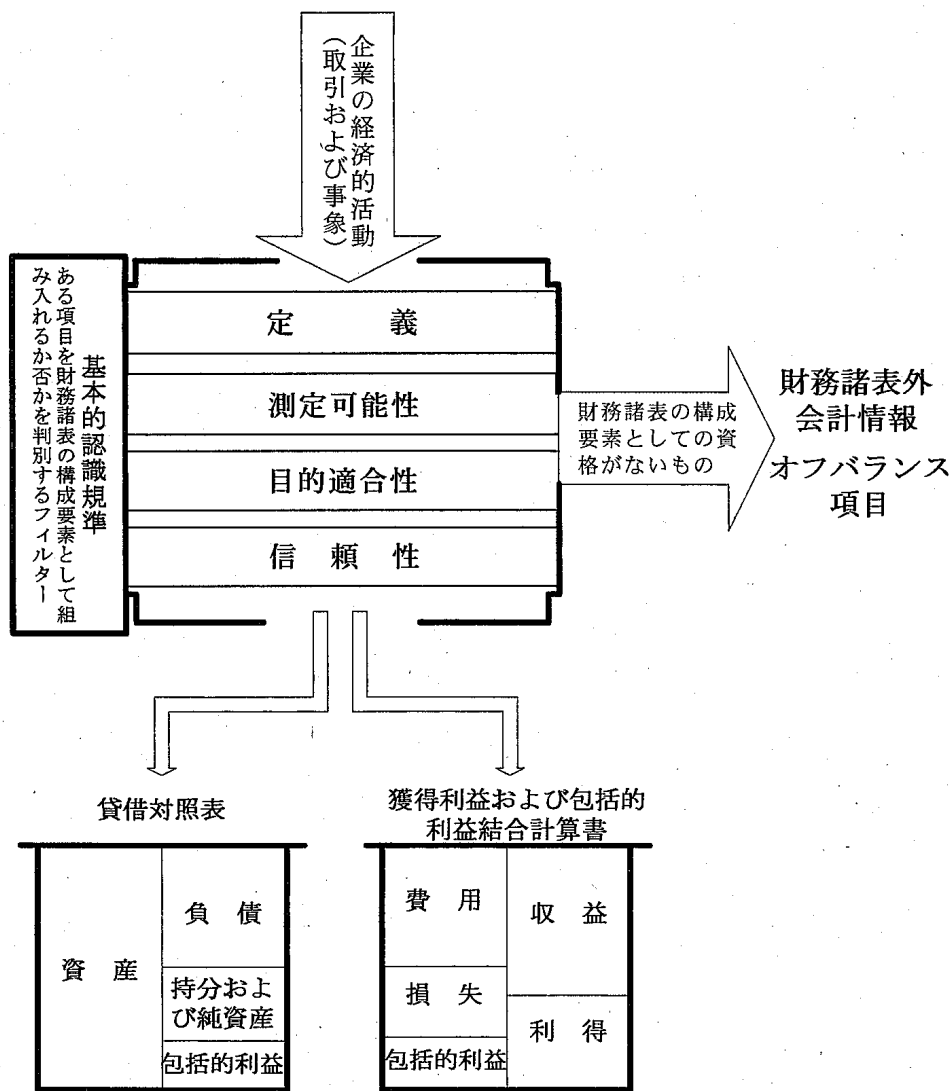 企業の経済的活動
(取引および事象)
基本的認識規準
ある項目を財務諸表の構成要素として組
み入れるか否かを判別するフィルター
定 義
測定可能性
目的適合性
信 頼 性
財務諸表の構成
要素としての資
格がないもの
財務諸表外
会計情報
オフバランス
項目
貸借対照表
資 産
負 債
持分およ
び純資産
包括的利益
獲得利益および包括的
利益結合計算書
費 用
損 失
包括的利益
収 益
利 得